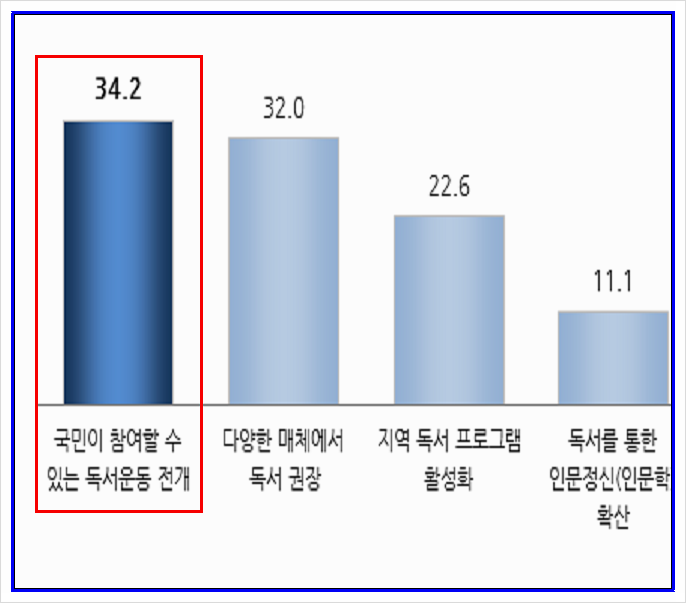 34.2
32.0
22.6
11.1
국민이 참여할 수
있는 독서운동 전개
다양한 매체에서
독서 권장
지역 독서 프로그램
활성화
독서를 통한
인문정신(인문학
확산